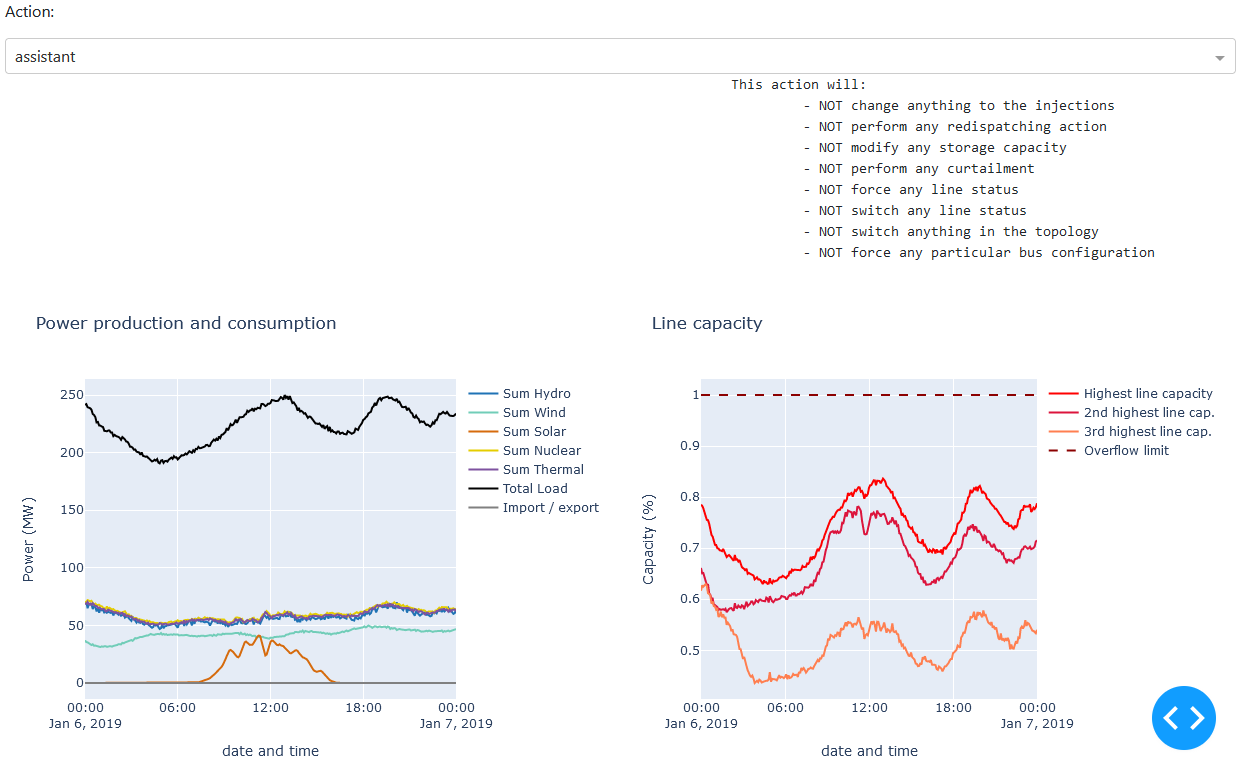 Action:
assistant
This action will:
- NOT change anything to the injections
- NOT perform any redispatching action
- NOT modify any storage capacity
- NOT perform any curtailment
- NOT force any line status
- NOT switch any line status
- NOT switch anything in the topology
- NOT force any particular bus configuration
Power production and consumption
250
200
150
100
50
0
Power (MW)
00:00
Jan 6, 2019
06:00
12:00
18:00
00:00
Jan 7, 2019
date and time
Sum Hydro
Sum Wind
Sum Solar
Sum Nuclear
Sum Thermal
Total Load
Import / export
Line capacity
1
0.9
0.8
0.7
0.6
0.5
Capacity (%)
00:00
Jan 6, 2019
06:00
12:00
18:00
00:00
Jan 7, 2019
date and time
Highest line capacity
2nd highest line cap.
3rd highest line cap.
Overflow limit